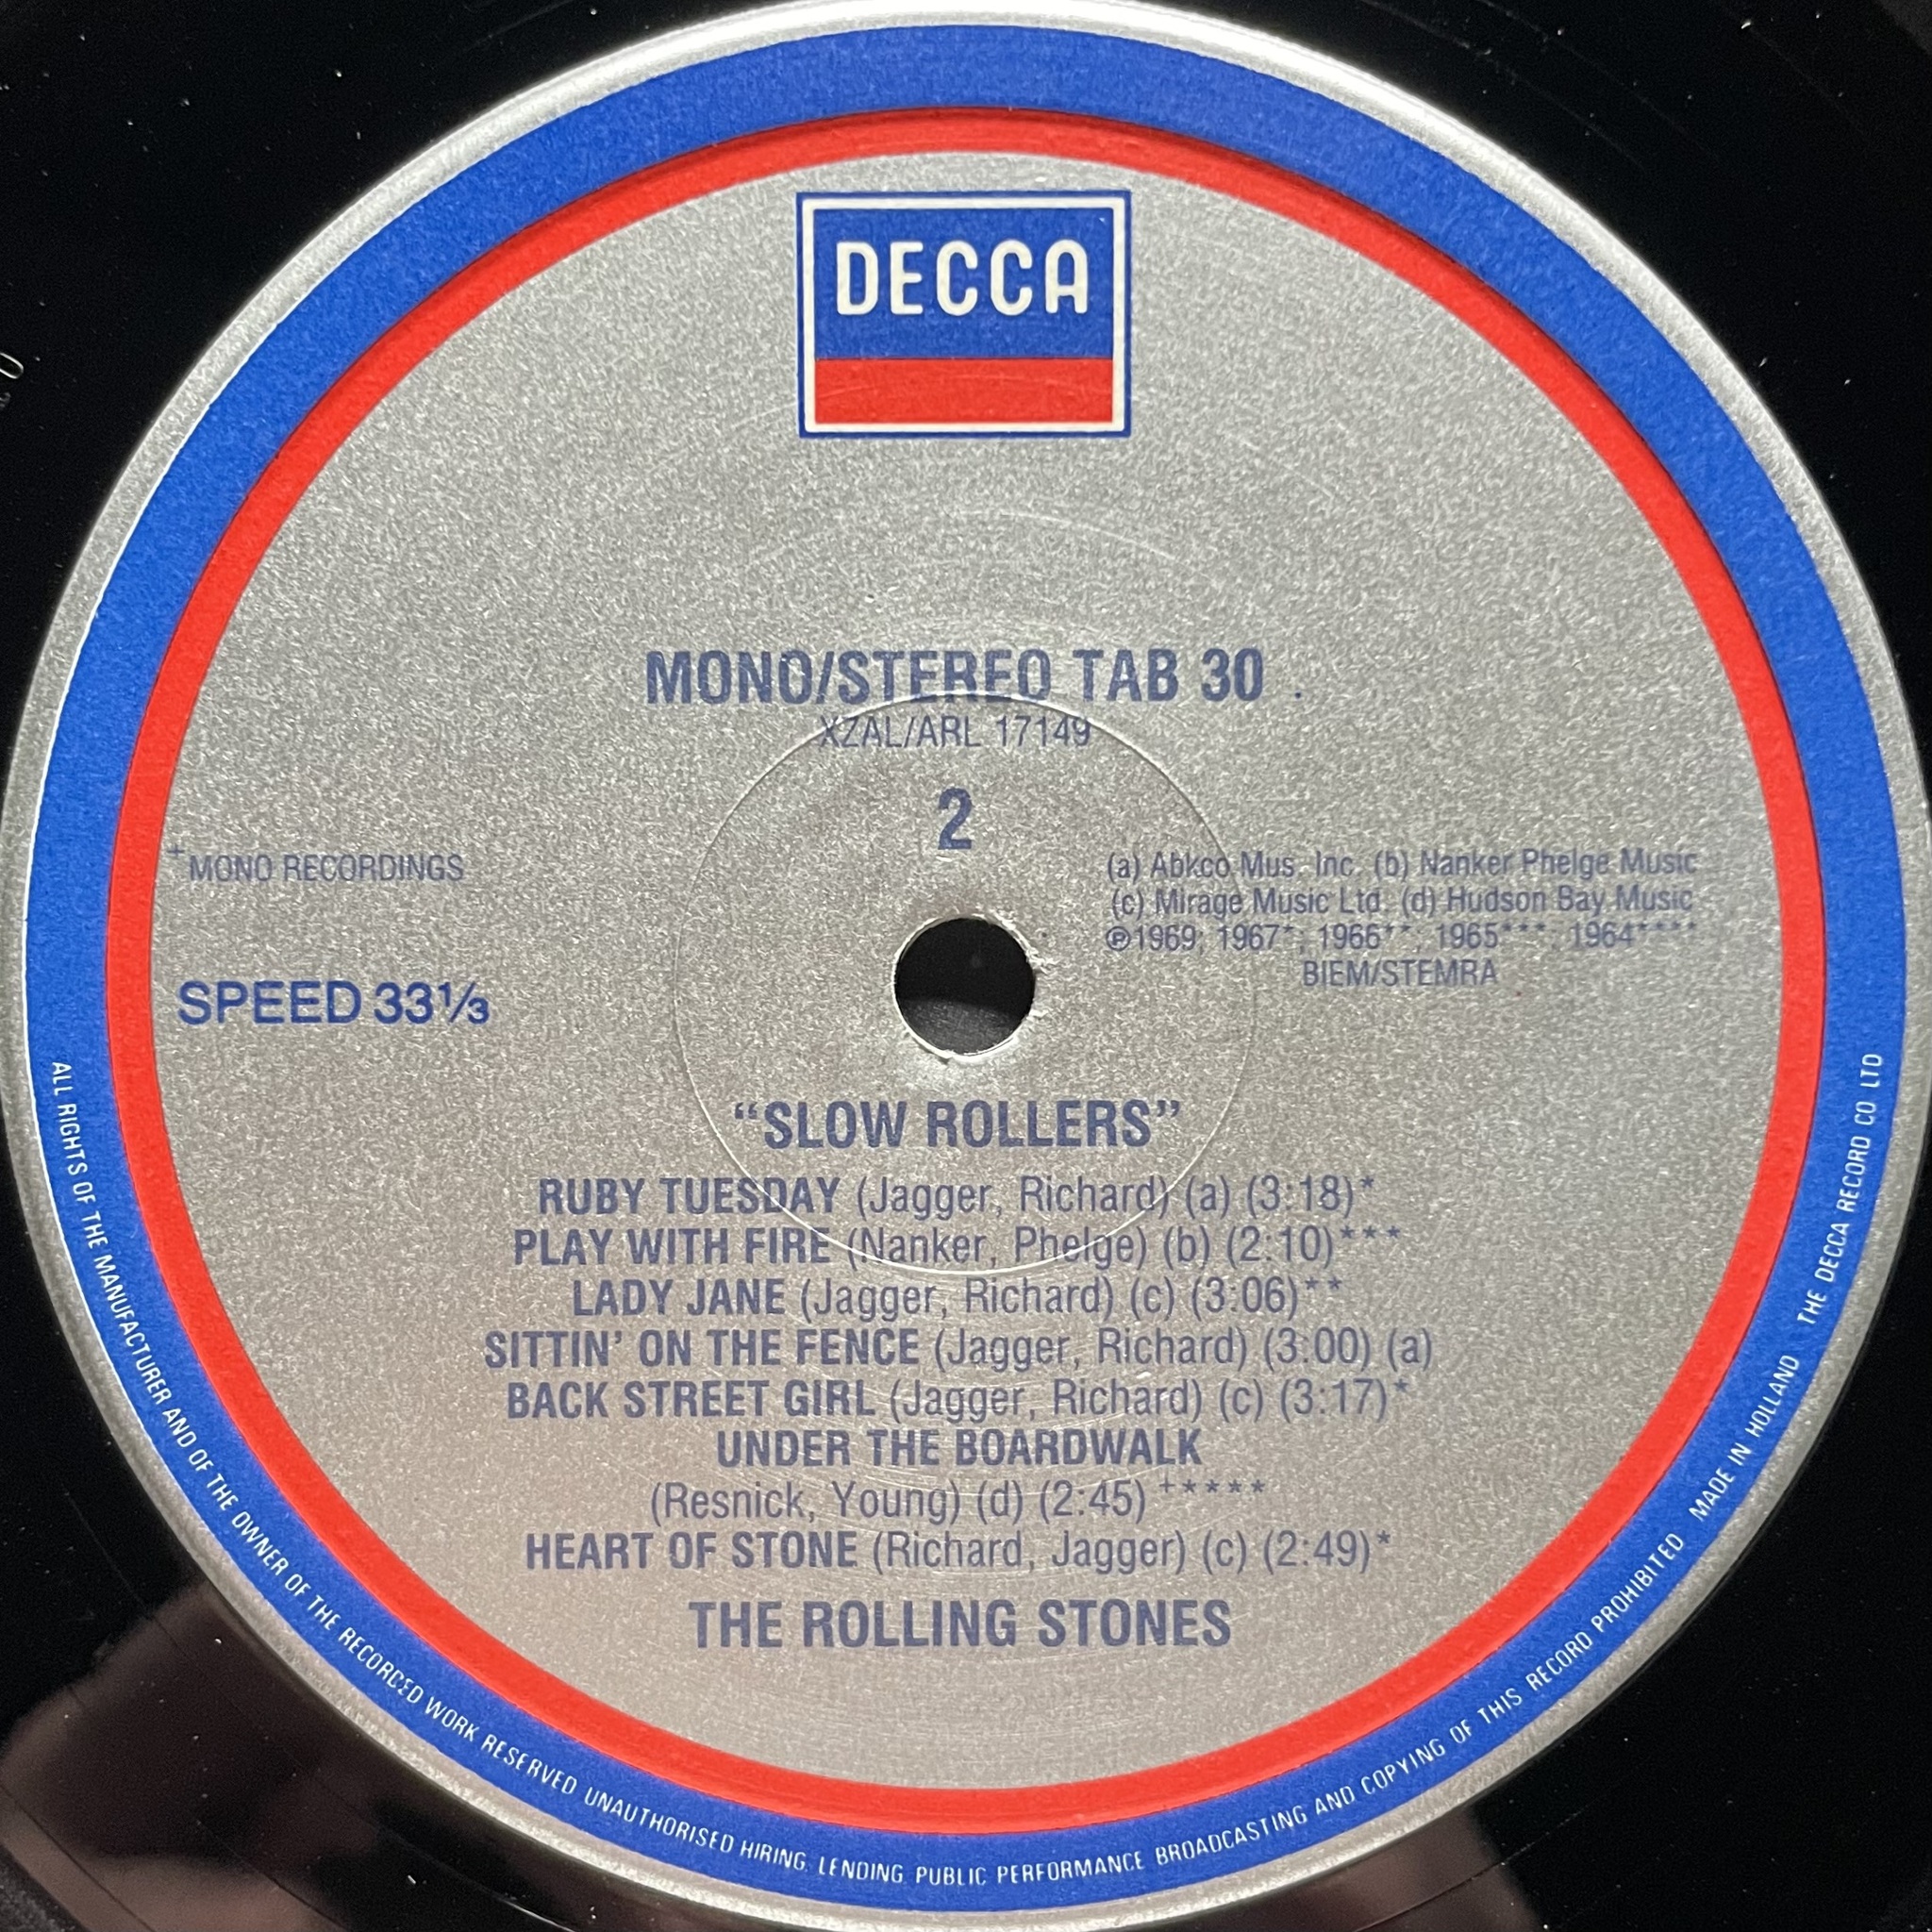 DECCA
MONO/STEREO TAB 30
XZAL/ARL 17149
2
+MONO RECORDINGS
(a) Abkco Mus. Inc. (b) Nanker Phelge Music
(c) Mirage Music Ltd. (d) Hudson Bay Music
℗1969; 1967*; 1966**, 1965***, 1964****
BIEM/STEMRA
SPEED 33⅓
“SLOW ROLLERS”
RUBY TUESDAY (Jagger, Richard) (a) (3:18)*
PLAY WITH FIRE (Nanker, Phelge) (b) (2:10)***
LADY JANE (Jagger, Richard) (c) (3:06)**
SITTIN’ ON THE FENCE (Jagger, Richard) (3:00) (a)
BACK STREET GIRL (Jagger, Richard) (c) (3:17)*
UNDER THE BOARDWALK
(Resnick, Young) (d) (2:45) +****
HEART OF STONE (Richard, Jagger) (c) (2:49)*
THE ROLLING STONES
ALL RIGHTS OF THE MANUFACTURER AND OF THE OWNER OF THE RECORDED WORK RESERVED UNAUTHORISED HIRING, LENDING PUBLIC PERFORMANCE BROADCASTING AND COPYING OF THIS RECORD PROHIBITED MADE IN HOLLAND THE DECCA RECORD CO LTD